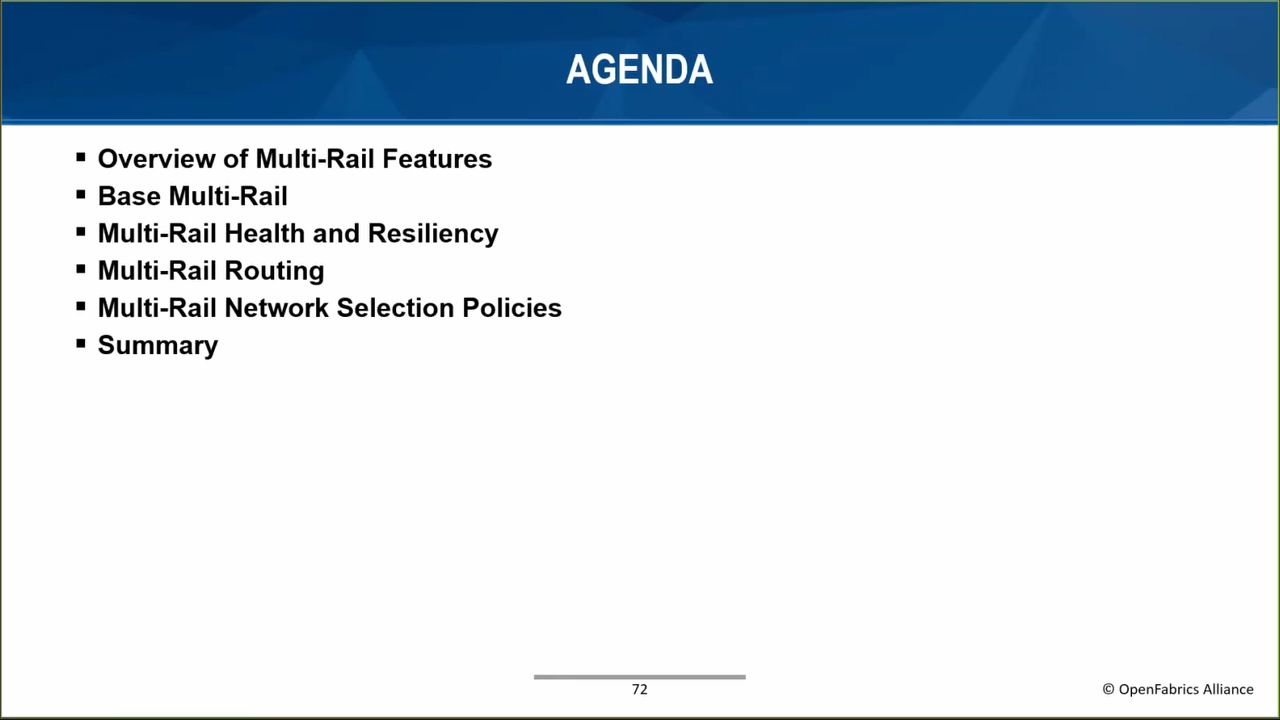 AGENDA
▪ Overview of Multi-Rail Features
▪ Base Multi-Rail
▪ Multi-Rail Health and Resiliency
▪ Multi-Rail Routing
▪ Multi-Rail Network Selection Policies
▪ Summary
72
© OpenFabrics Alliance